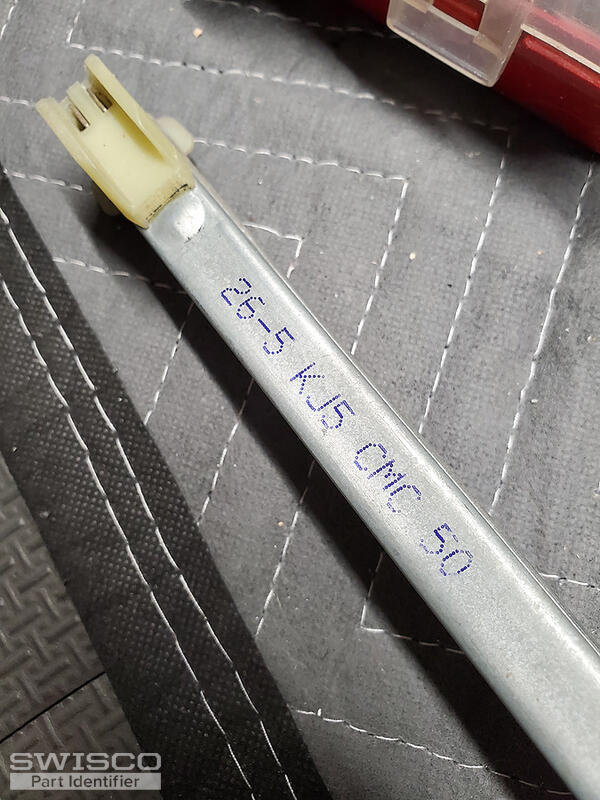 26-5 KJ5 CMC 50
SWISCO
Part Identifier